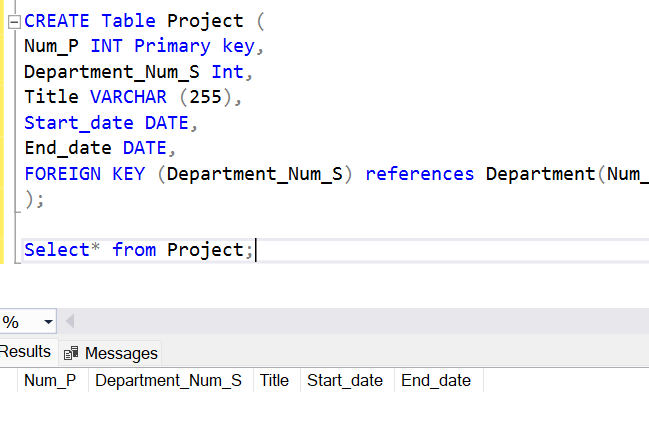 CREATE Table Project (
Num_P INT Primary key,
Department_Num_S Int,
Title VARCHAR (255),
Start_date DATE,
End_date DATE,
FOREIGN KEY (Department_Num_S) references Department(Num_
);
Select* from Project;
%
Results Messages
Num_P Department_Num_S Title Start_date End_date